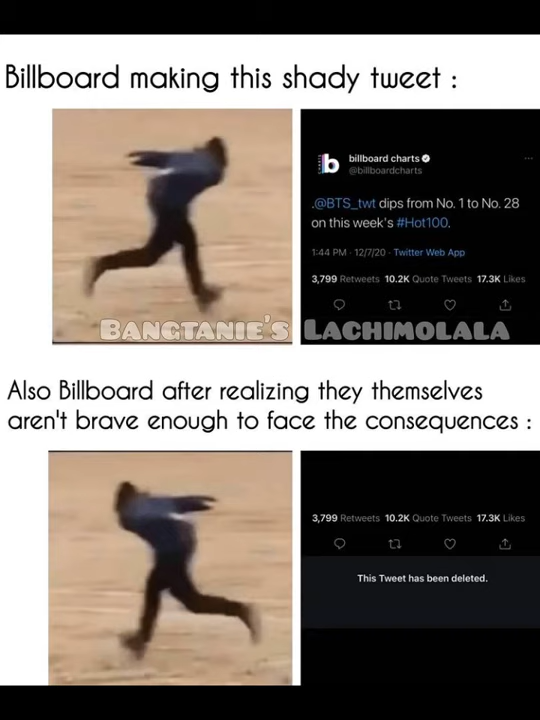 Billboard making this shady tweet :
billboard charts
@billboardcharts
.@BTS_twt dips from No. 1 to No. 28
on this week's #Hot100.
1:44 PM · 12/7/20 · Twitter Web App
3,799 Retweets 10.2K Quote Tweets 17.3K Likes
BANGTANIE'S LACHIMOLALA
Also Billboard after realizing they themselves
aren't brave enough to face the consequences :
3,799 Retweets 10.2K Quote Tweets 17.3K Likes
This Tweet has been deleted.